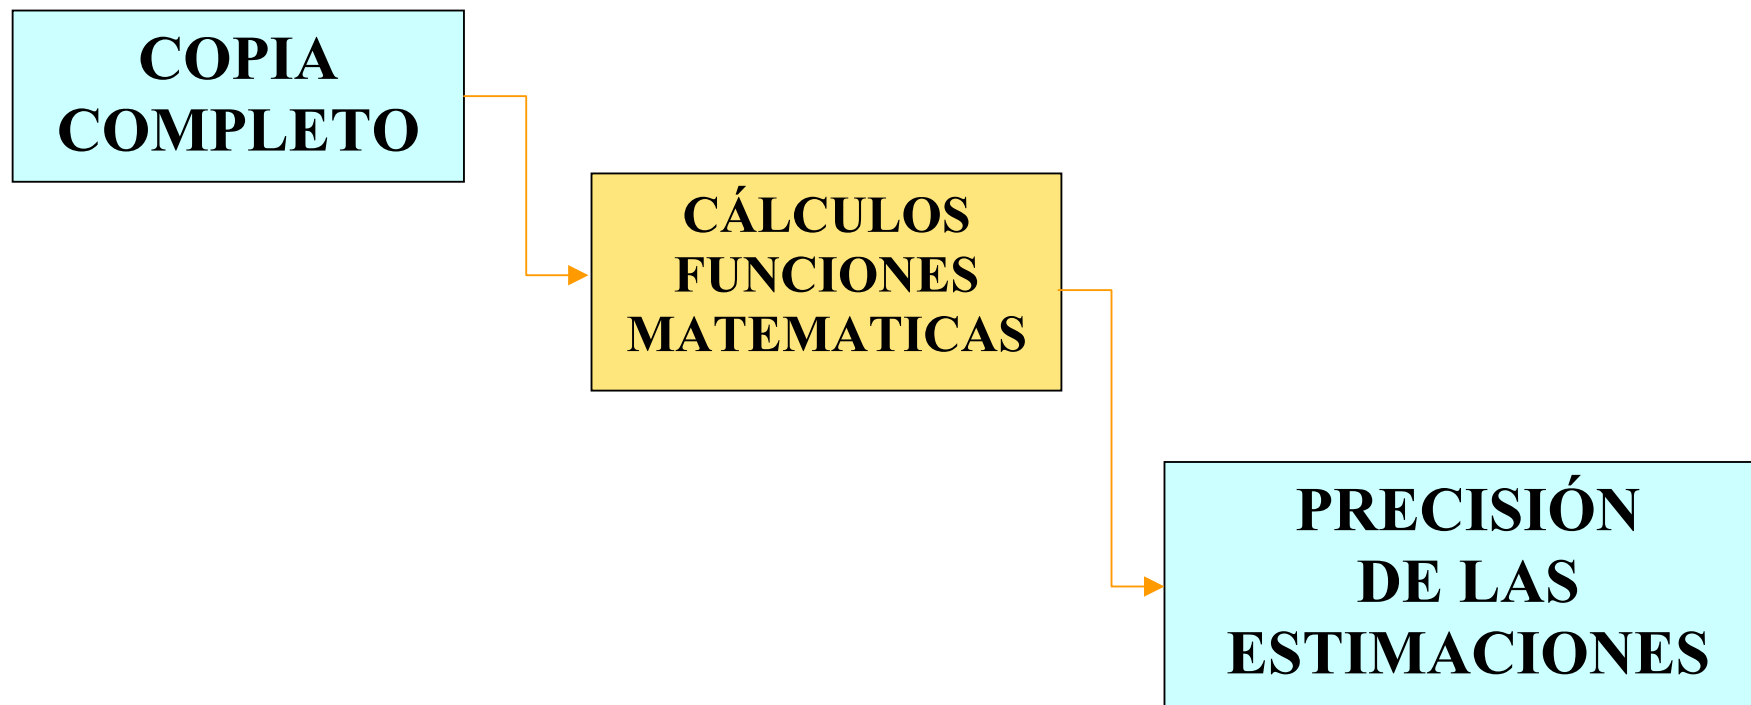 COPIA
COMPLETO
CÁLCULOS
FUNCIONES
MATEMATICAS
PRECISIÓN
DE LAS
ESTIMACIONES